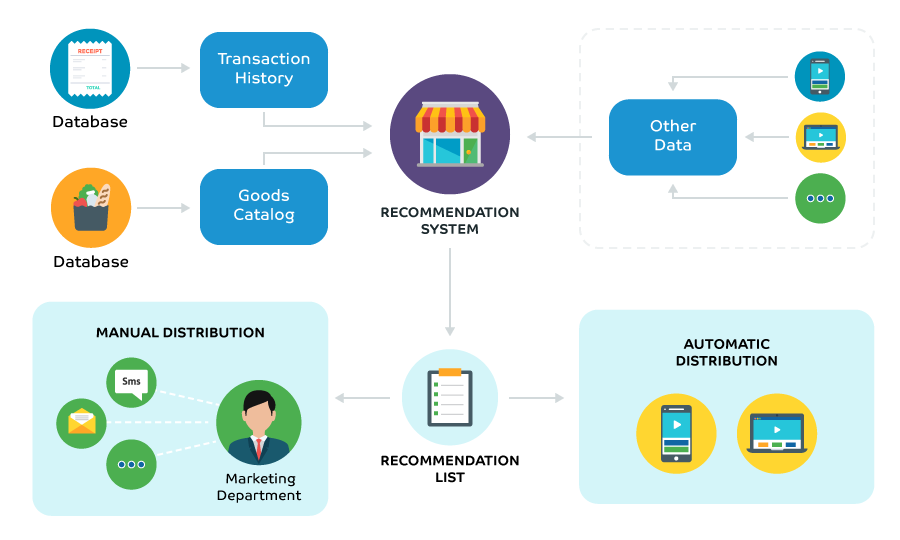 RECEIPT
TOTAL
Database
Transaction
History
Database
Goods
Catalog
RECOMMENDATION
SYSTEM
Other
Data
MANUAL DISTRIBUTION
Sms
Marketing
Department
RECOMMENDATION
LIST
AUTOMATIC
DISTRIBUTION